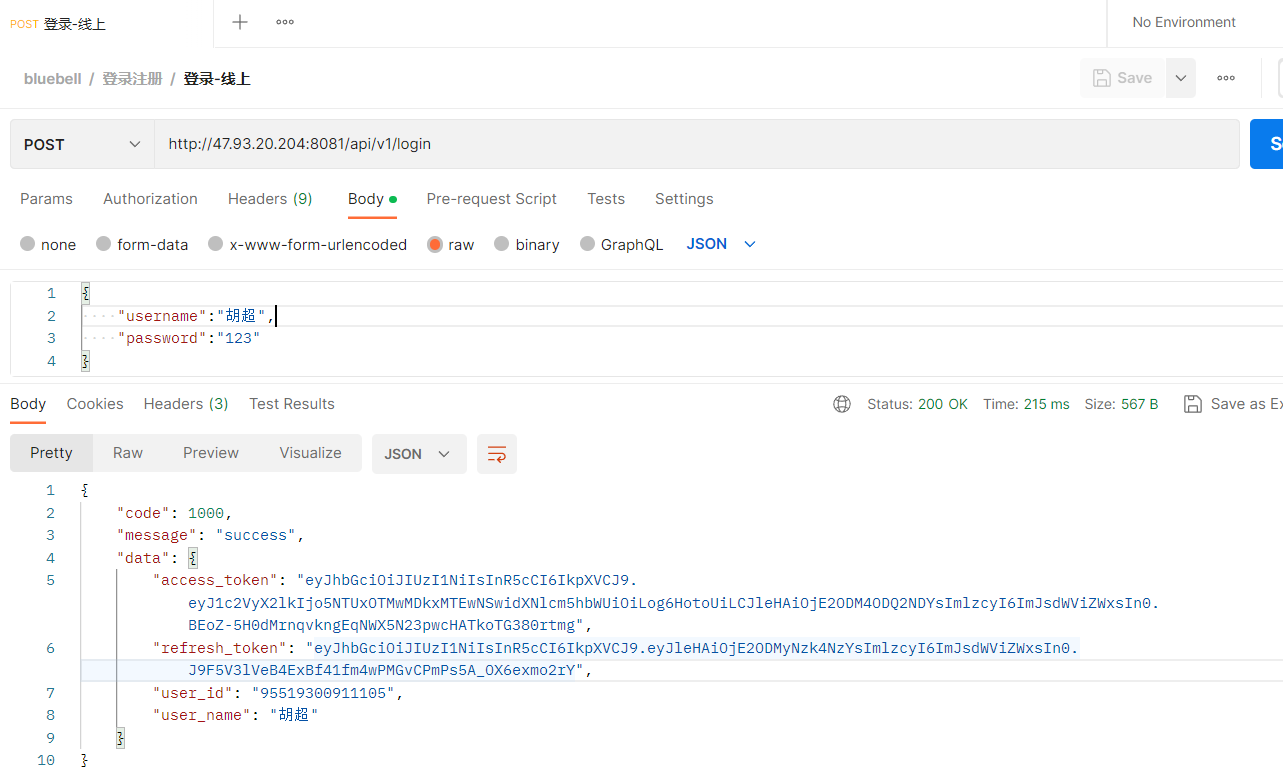 POST 登录-线上
No Environment
bluebell / 登录注册 / 登录-线上
Save
POST http://47.93.20.204:8081/api/v1/login
Params Authorization Headers (9) Body Pre-request Script Tests Settings
none form-data x-www-form-urlencoded raw binary GraphQL JSON
1 {
2 "username":"胡超",
3 "password":"123"
4 }
Body Cookies Headers (3) Test Results Status: 200 OK Time: 215 ms Size: 567 B Save as Ex
Pretty Raw Preview Visualize JSON
1 {
2 "code": 1000,
3 "message": "success",
4 "data": {
5 "access_token": "eyJhbGciOiJIUzI1NiIsInR5cCI6IkpXVCJ9.
eyJ1c2VyX2lkIjo5NTUxOTMwMDkxMTEwNSwidXNlcm5hbWUiOiLog6HotoUiLCJleHAiOjE2ODM4ODQ2NDYsImlzcyI6ImJsdWViZWxsIn0.
BEoZ-5H0dMrnqvkngEqNWX5N23pwcHATkoTG380rtmg",
6 "refresh_token": "eyJhbGciOiJIUzI1NiIsInR5cCI6IkpXVCJ9.eyJleHAiOjE2ODMyNzk4NzYsImlzcyI6ImJsdWViZWxsIn0.
J9F5V3lVeB4ExBf41fm4wPMGvCPmPs5A_OX6exmo2rY",
7 "user_id": "95519300911105",
8 "user_name": "胡超"
9 }
10 }